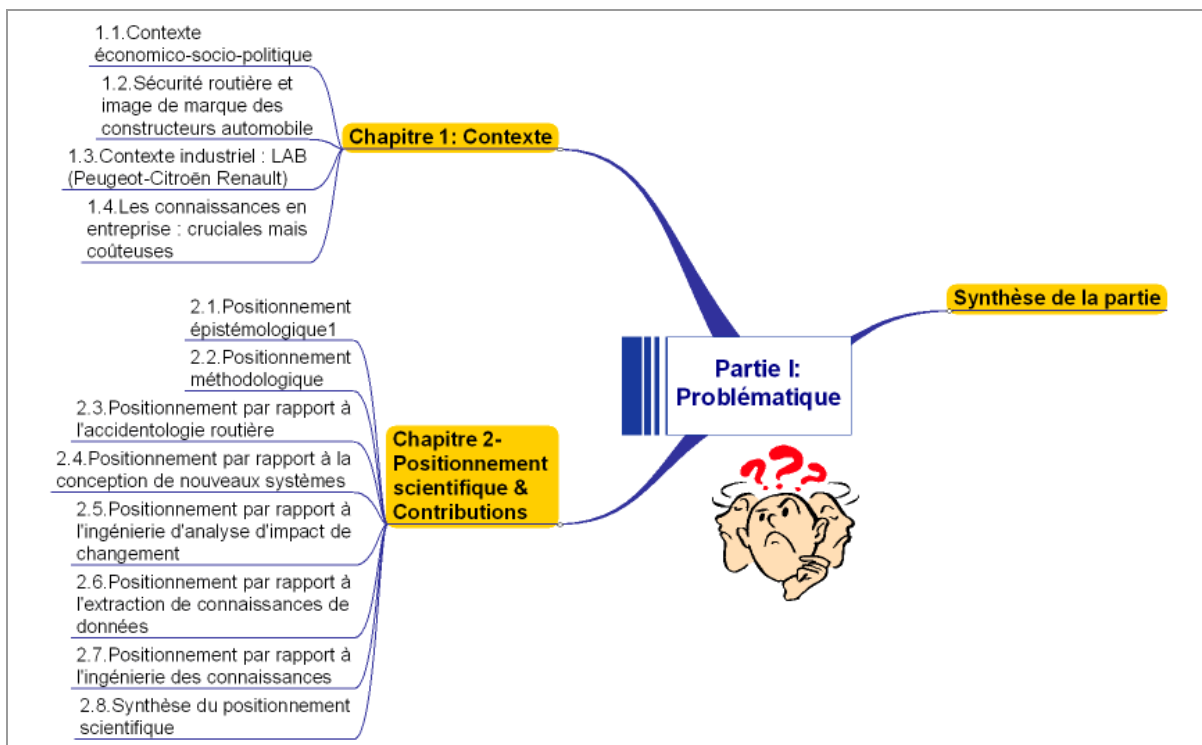 1.1.Contexte
économico-socio-politique
1.2.Sécurité routière et
image de marque des
constructeurs automobile
1.3.Contexte industriel : LAB
(Peugeot-Citroën Renault)
1.4.Les connaissances en
entreprise : cruciales mais
coûteuses
Chapitre 1: Contexte
2.1.Positionnement
épistémologique1
2.2.Positionnement
méthodologique
2.3.Positionnement par rapport à
l'accidentologie routière
2.4.Positionnement par rapport à la
conception de nouveaux systèmes
2.5.Positionnement par rapport à
l'ingénierie d'analyse d'impact de
changement
2.6.Positionnement par rapport à
l'extraction de connaissances de
données
2.7.Positionnement par rapport à
l'ingénierie des connaissances
2.8.Synthèse du positionnement
scientifique
Chapitre 2-
Positionnement
scientifique &
Contributions
Partie I:
Problématique
???
Synthèse de la partie